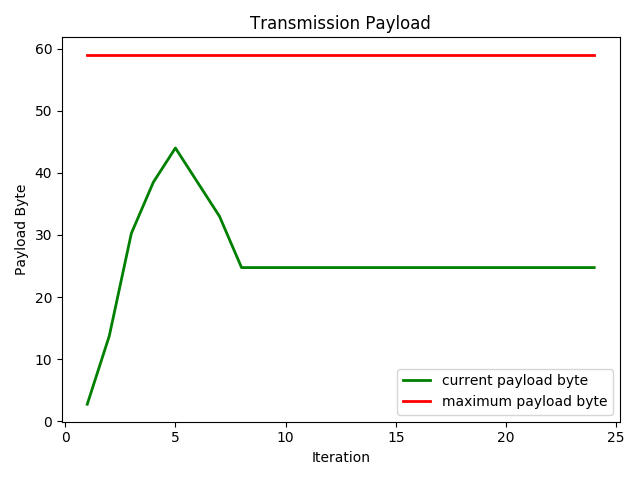 Transmission Payload
60
50
40
30
20
10
0
Payload Byte
current payload byte
maximum payload byte
0 5 10 15 20 25
Iteration